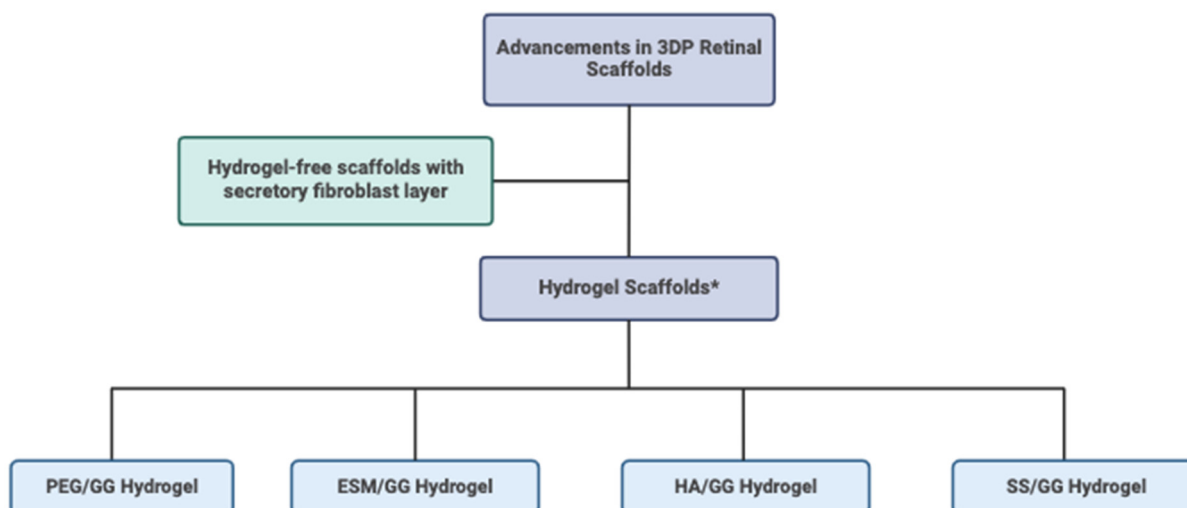 Advancements in 3DP Retinal
Scaffolds
Hydrogel-free scaffolds with
secretory fibroblast layer
Hydrogel Scaffolds*
PEG/GG Hydrogel
ESM/GG Hydrogel
HA/GG Hydrogel
SS/GG Hydrogel